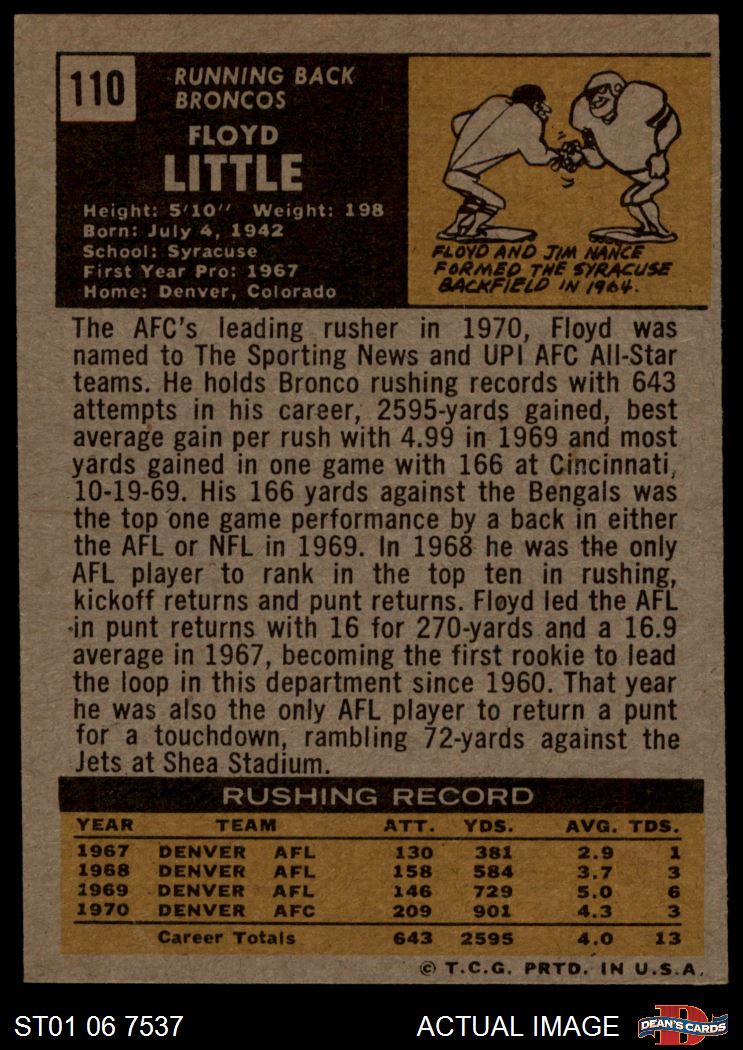 110
RUNNING BACK
BRONCOS
FLOYD
LITTLE
Height: 5'10" Weight: 198
Born: July 4, 1942
School: Syracuse
First Year Pro: 1967
Home: Denver, Colorado
FLOYD AND JIM NANCE
FORMED THE SYRACUSE
BACKFIELD IN 1964.
The AFC's leading rusher in 1970, Floyd was
named to The Sporting News and UPI AFC All-Star
teams. He holds Bronco rushing records with 643
attempts in his career, 2595-yards gained, best
average gain per rush with 4.99 in 1969 and most
yards gained in one game with 166 at Cincinnati,
10-19-69. His 166 yards against the Bengals was
the top one game performance by a back in either
the AFL or NFL in 1969. In 1968 he was the only
AFL player to rank in the top ten in rushing,
kickoff returns and punt returns. Floyd led the AFL
in punt returns with 16 for 270-yards and a 16.9
average in 1967, becoming the first rookie to lead
the loop in this department since 1960. That year
he was also the only AFL player to return a punt
for a touchdown, rambling 72-yards against the
Jets at Shea Stadium.
RUSHING RECORD
YEAR TEAM ATT. YDS. AVG. TDS.
1967 DENVER AFL 130 381 2.9 1
1968 DENVER AFL 158 584 3.7 3
1969 DENVER AFL 146 729 5.0 6
1970 DENVER AFC 209 901 4.3 3
Career Totals 643 2595 4.0 13
© T.C.G. PRTD. IN U.S.A.
ST01 06 7537 ACTUAL IMAGE D DEAN'S CARDS